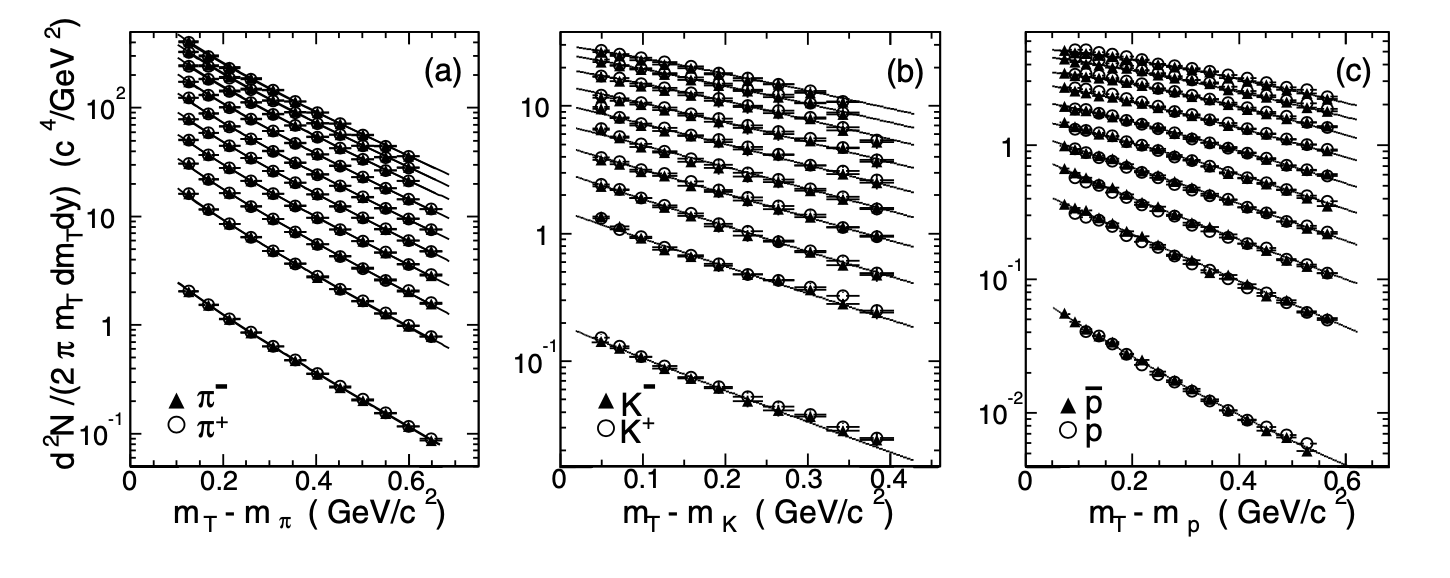 d²N/(2 π m_T dm_T dy) (c⁴/GeV²)
(a)
10²
10
1
10⁻¹
π⁻
π⁺
0 0.2 0.4 0.6
m_T - m_π (GeV/c²)
(b)
10
1
10⁻¹
K⁻
K⁺
0 0.1 0.2 0.3 0.4
m_T - m_K (GeV/c²)
(c)
1
10⁻¹
10⁻²
p̄
p
0 0.2 0.4 0.6
m_T - m_p (GeV/c²)